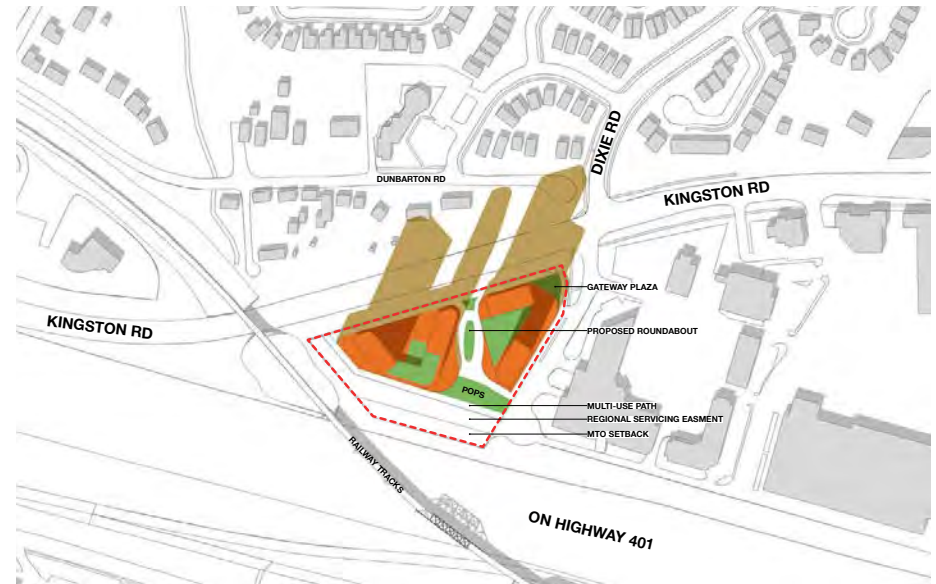 DIXIE RD
DUNBARTON RD
KINGSTON RD
GATEWAY PLAZA
KINGSTON RD
PROPOSED ROUNDABOUT
POPS
MULTI-USE PATH
REGIONAL SERVICING EASMENT
MTO SETBACK
RAILWAY TRACKS
ON HIGHWAY 401